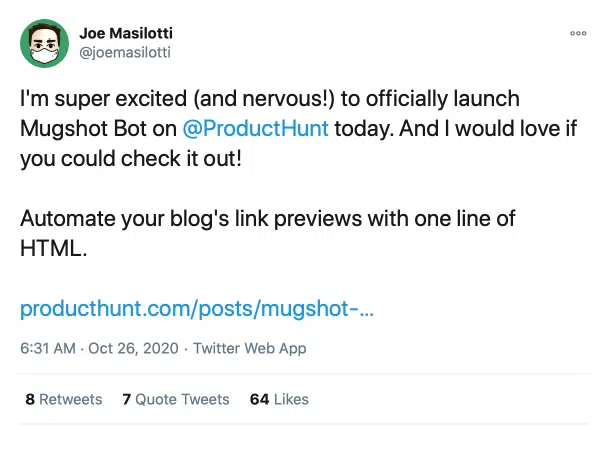 Joe Masilotti
@joemasilotti
I'm super excited (and nervous!) to officially launch
Mugshot Bot on @ProductHunt today. And I would love if
you could check it out!
Automate your blog's link previews with one line of
HTML.
producthunt.com/posts/mugshot-...
6:31 AM · Oct 26, 2020 · Twitter Web App
8 Retweets 7 Quote Tweets 64 Likes